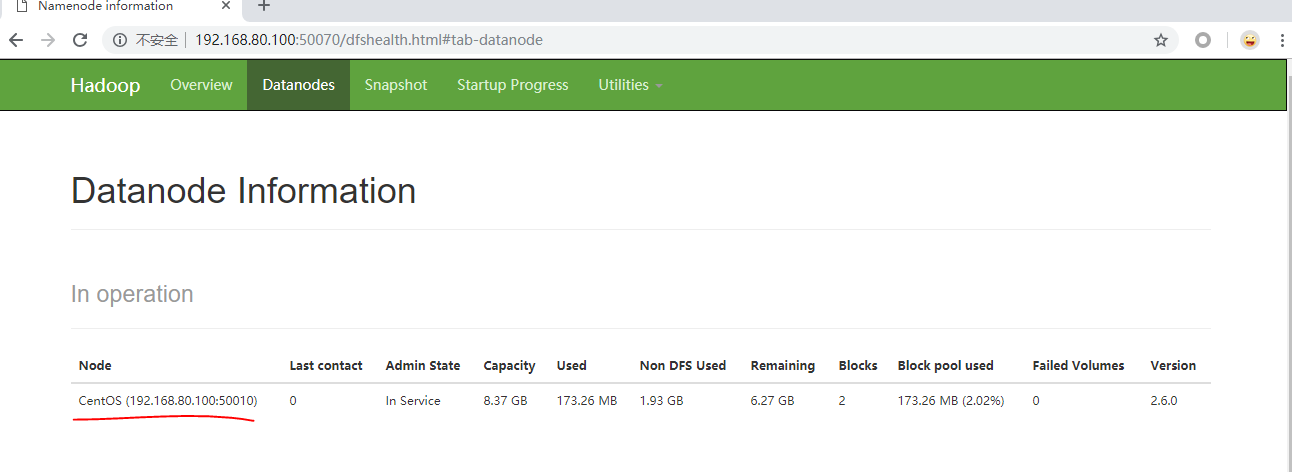 Namenode information
不安全 192.168.80.100:50070/dfshealth.html#tab-datanode
Hadoop Overview Datanodes Snapshot Startup Progress Utilities
Datanode Information
In operation
Node Last contact Admin State Capacity Used Non DFS Used Remaining Blocks Block pool used Failed Volumes Version
CentOS (192.168.80.100:50010) 0 In Service 8.37 GB 173.26 MB 1.93 GB 6.27 GB 2 173.26 MB (2.02%) 0 2.6.0